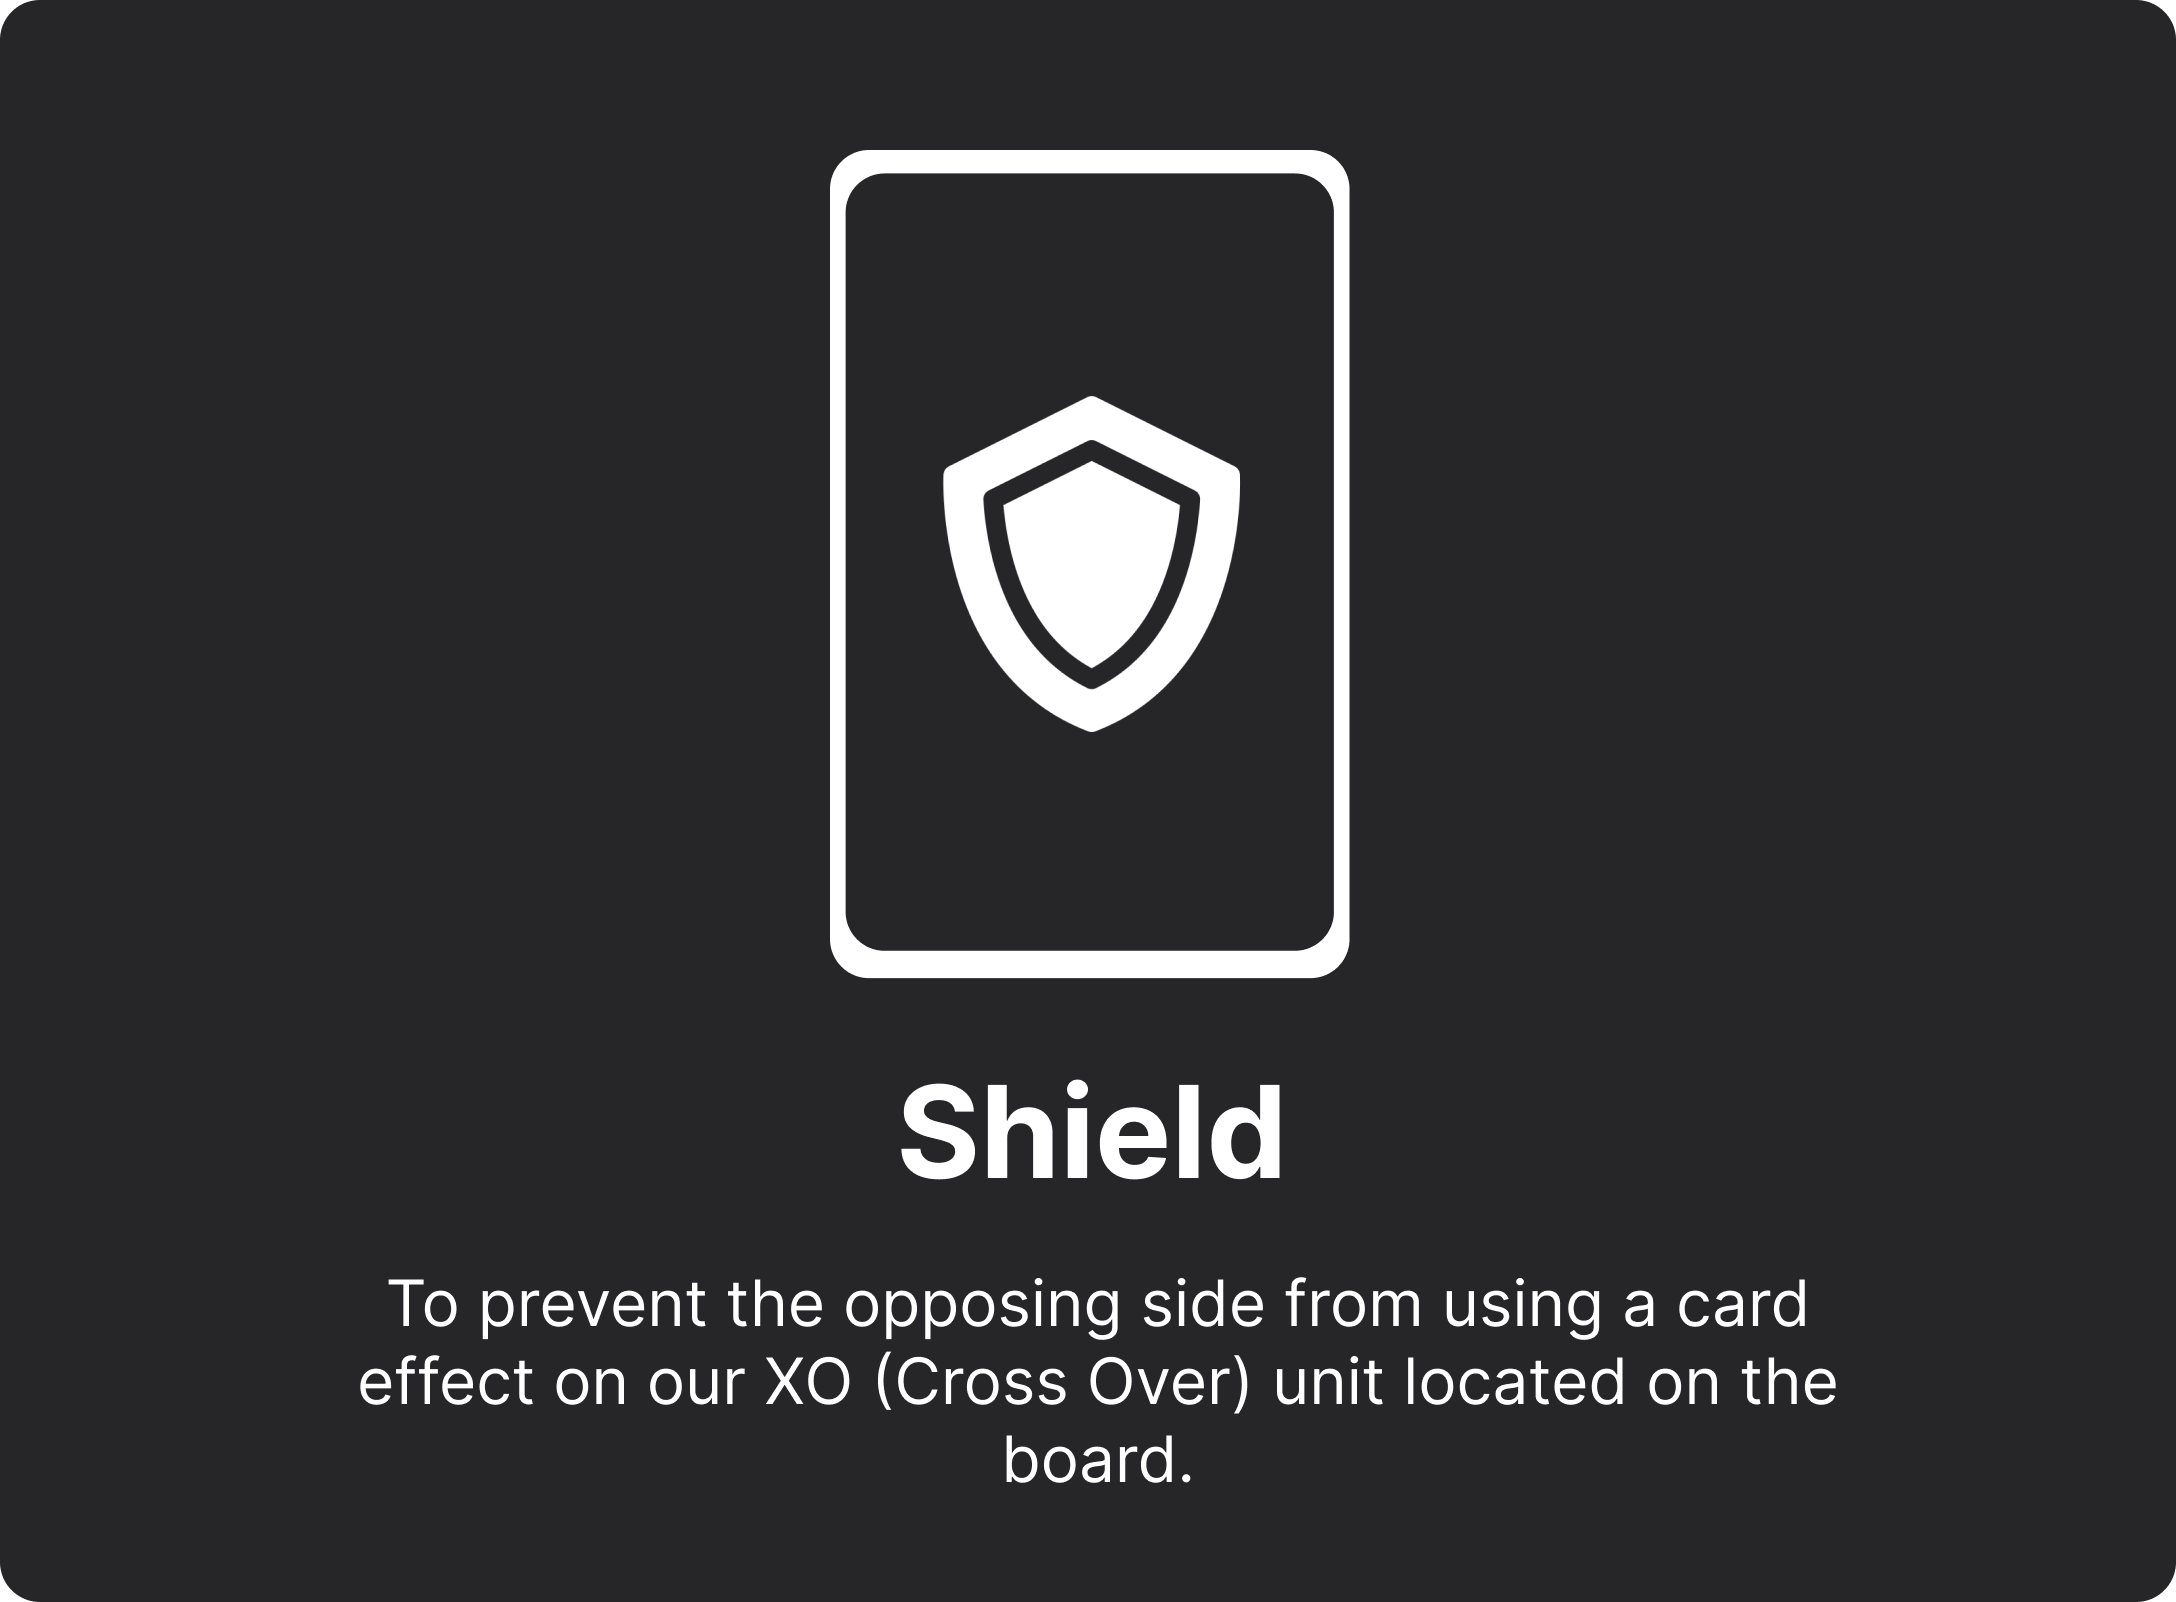 Shield
To prevent the opposing side from using a card
effect on our XO (Cross Over) unit located on the
board.